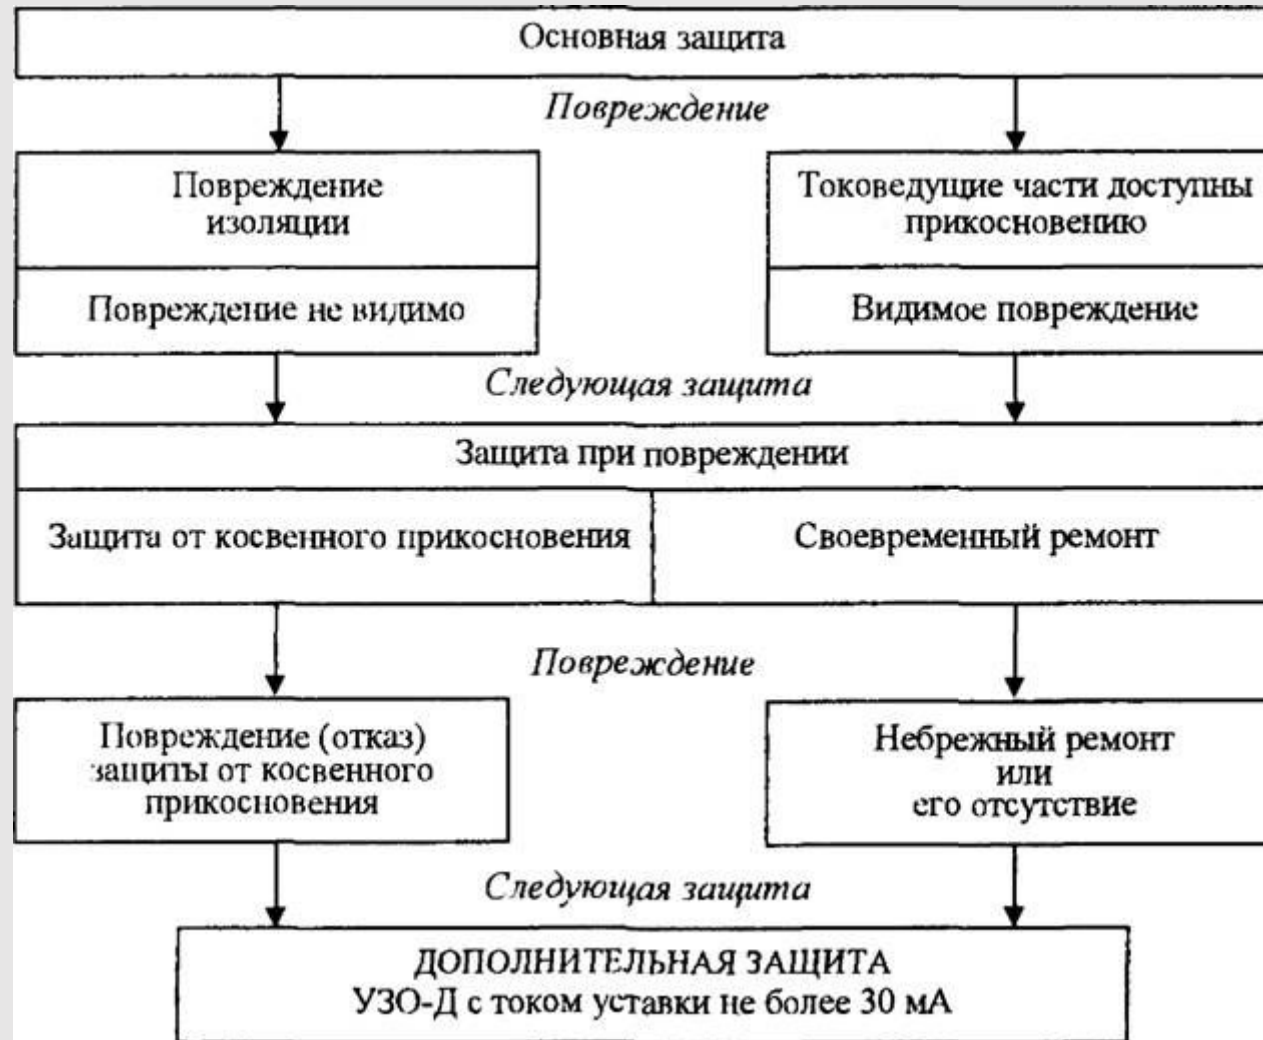 Основная защита
Повреждение
Повреждение
изоляции
Токоведущие части доступны
прикосновению
Повреждение не видимо
Видимое повреждение
Следующая защита
Защита при повреждении
Защита от косвенного прикосновения
Своевременный ремонт
Повреждение
Повреждение (отказ)
защиты от косвенного
прикосновения
Небрежный ремонт
или
его отсутствие
Следующая защита
ДОПОЛНИТЕЛЬНАЯ ЗАЩИТА
УЗО-Д с током уставки не более 30 мА